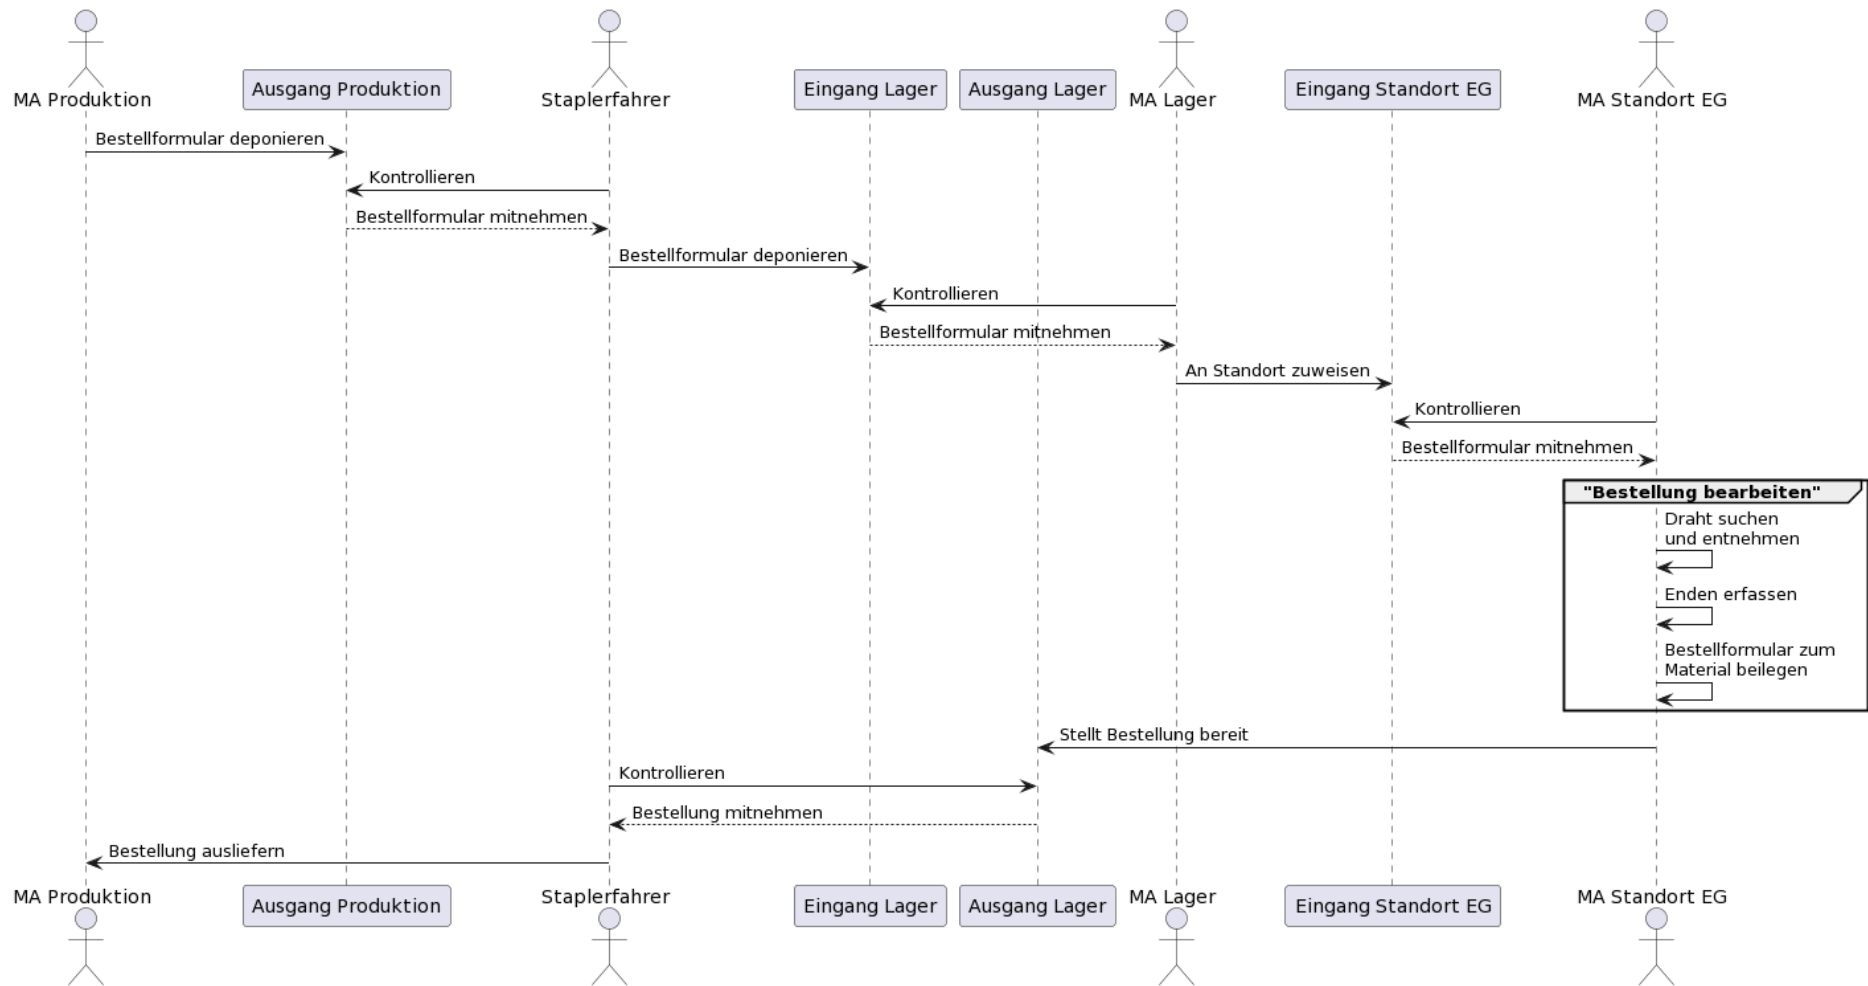 MA Produktion
Ausgang Produktion
Staplerfahrer
Eingang Lager
Ausgang Lager
MA Lager
Eingang Standort EG
MA Standort EG
Bestellformular deponieren
Kontrollieren
Bestellformular mitnehmen
Bestellformular deponieren
Kontrollieren
Bestellformular mitnehmen
An Standort zuweisen
Kontrollieren
Bestellformular mitnehmen
"Bestellung bearbeiten"
Draht suchen
und entnehmen
Enden erfassen
Bestellformular zum
Material beilegen
Stellt Bestellung bereit
Kontrollieren
Bestellung mitnehmen
Bestellung ausliefern
MA Produktion
Ausgang Produktion
Staplerfahrer
Eingang Lager
Ausgang Lager
MA Lager
Eingang Standort EG
MA Standort EG